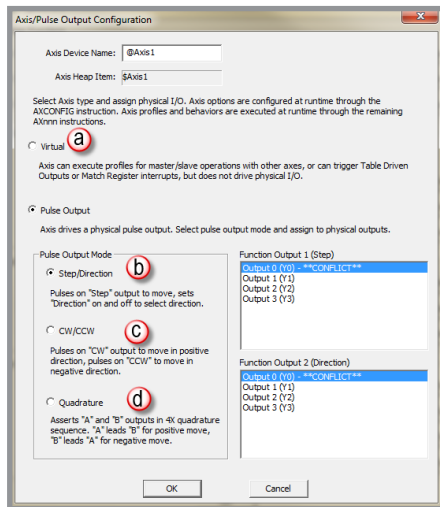 Axis/Pulse Output Configuration
Axis Device Name: @Axis1
Axis Heap Item: $Axis1
Select Axis type and assign physical I/O. Axis options are configured at runtime through the
AXCONFIG instruction. Axis profiles and behaviors are executed at runtime through the remaining
AXnnn instructions.
Virtual
a
Axis can execute profiles for master/slave operations with other axes, or can trigger Table Driven
Outputs or Match Register interrupts, but does not drive physical I/O.
Pulse Output
Axis drives a physical pulse output. Select pulse output mode and assign to physical outputs.
Pulse Output Mode
Step/Direction
b
Pulses on "Step" output to move, sets
"Direction" on and off to select direction.
CW/CCW
c
Pulses on "CW" output to move in positive
direction, pulses on "CCW" to move in
negative direction.
Quadrature
d
Asserts "A" and "B" outputs in 4X quadrature
sequence. "A" leads "B" for positive move,
"B" leads "A" for negative move.
Function Output 1 (Step)
Output 0 (Y0) - **CONFLICT**
Output 1 (Y1)
Output 2 (Y2)
Output 3 (Y3)
Function Output 2 (Direction)
Output 0 (Y0) - **CONFLICT**
Output 1 (Y1)
Output 2 (Y2)
Output 3 (Y3)
OK
Cancel